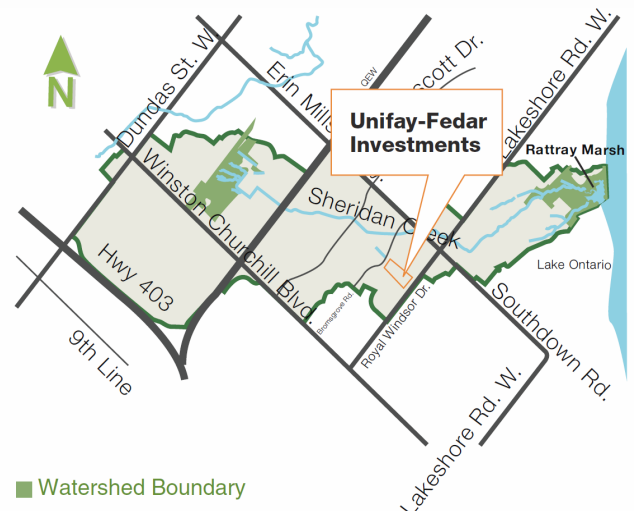 Dundas St. W.
Erin Mills
QEW
Scott Dr.
Lakeshore Rd. W.
Unifay-Fedar
Investments
Rattray Marsh
N
Winston Churchill Blvd.
Sheridan Creek
Lake Ontario
Hwy 403
Bromsgrove Rd.
Royal Windsor Dr.
Southdown Rd.
9th Line
Lakeshore Rd. W.
Watershed Boundary